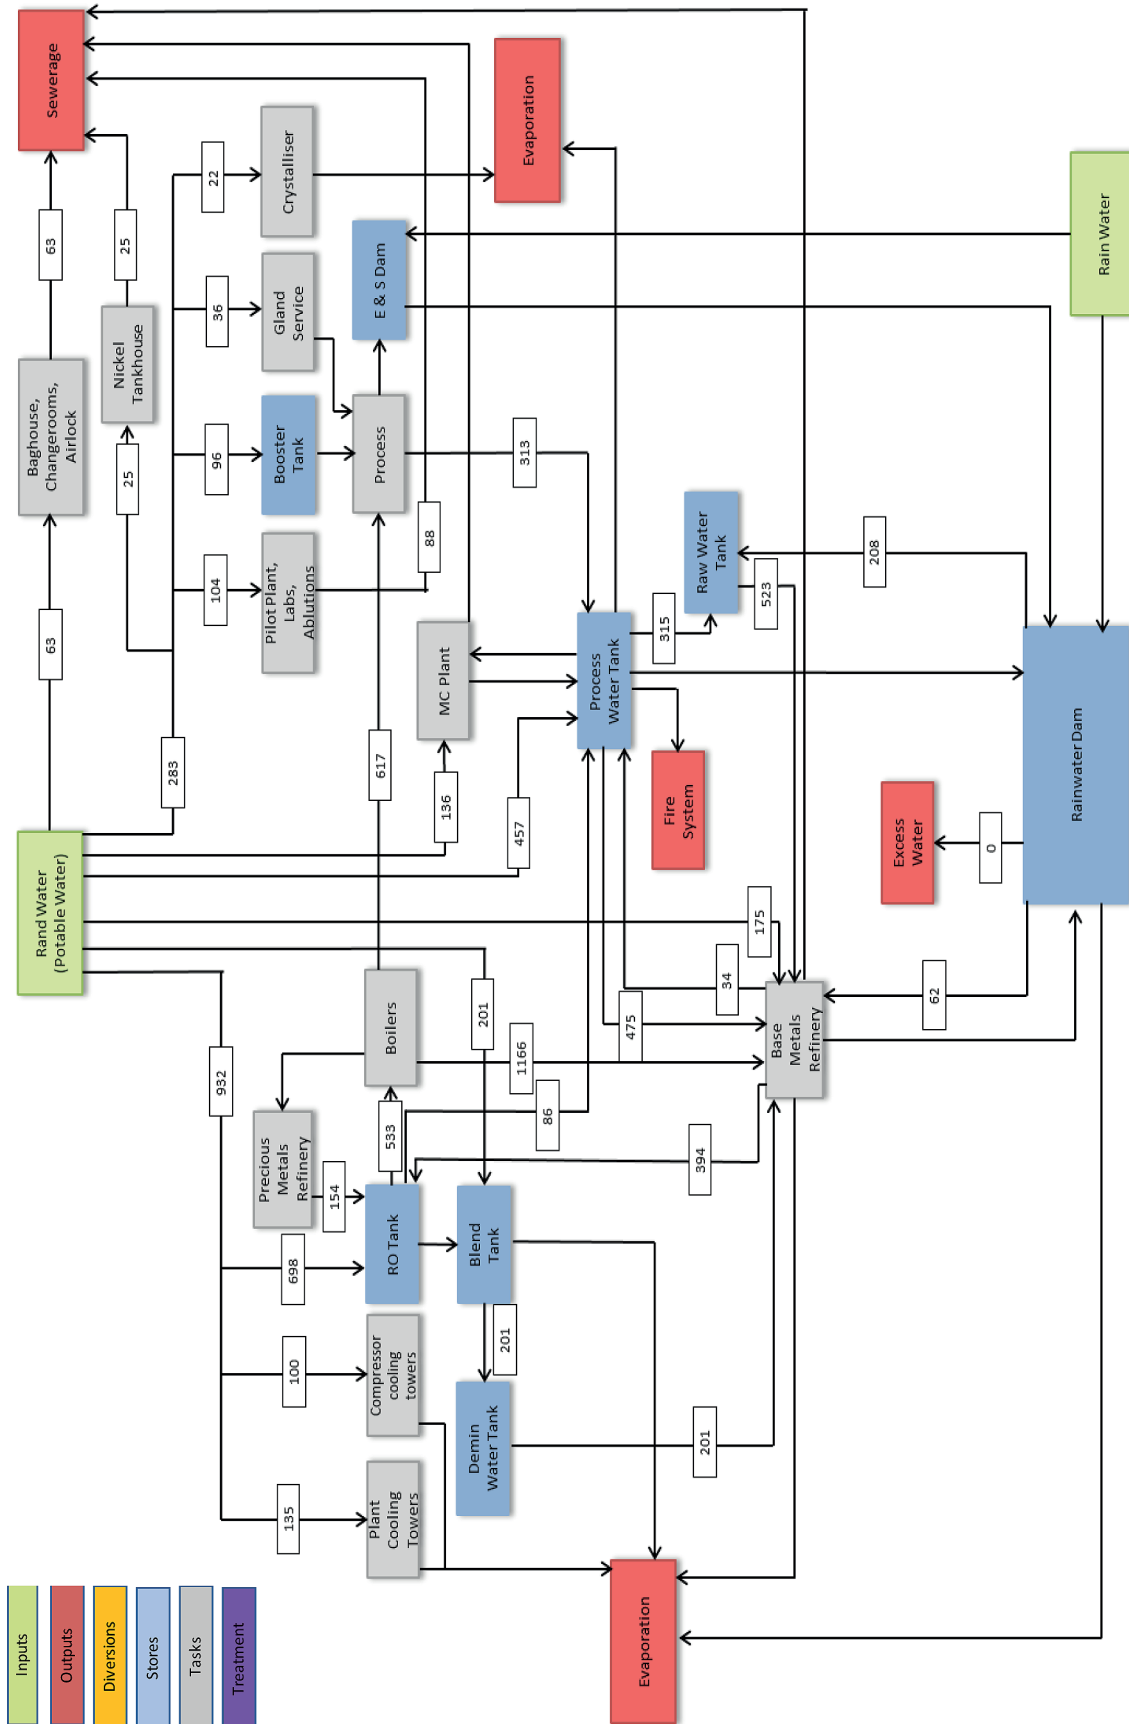 Inputs
Outputs
Diversions
Stores
Tasks
Treatment
Rand Water
(Potable Water)
Baghouse,
Changerooms,
Airlock
Sewerage
63
63
Nickel
Tankhouse
25
25
283
932
104
96
36
22
Pilot Plant,
Labs,
Ablutions
Booster
Tank
Gland
Service
Crystalliser
Precious
Metals
Refinery
135
100
698
154
Plant
Cooling
Towers
Compressor
cooling
towers
RO Tank
533
Boilers
617
Process
E & S Dam
88
136
MC Plant
Evaporation
Demin
Water Tank
201
Blend
Tank
201
1166
86
457
313
Evaporation
475
Process
Water Tank
315
Fire
System
Raw Water
Tank
523
201
394
34
175
Base
Metals
Refinery
208
Excess
Water
62
0
Rainwater Dam
Rain Water